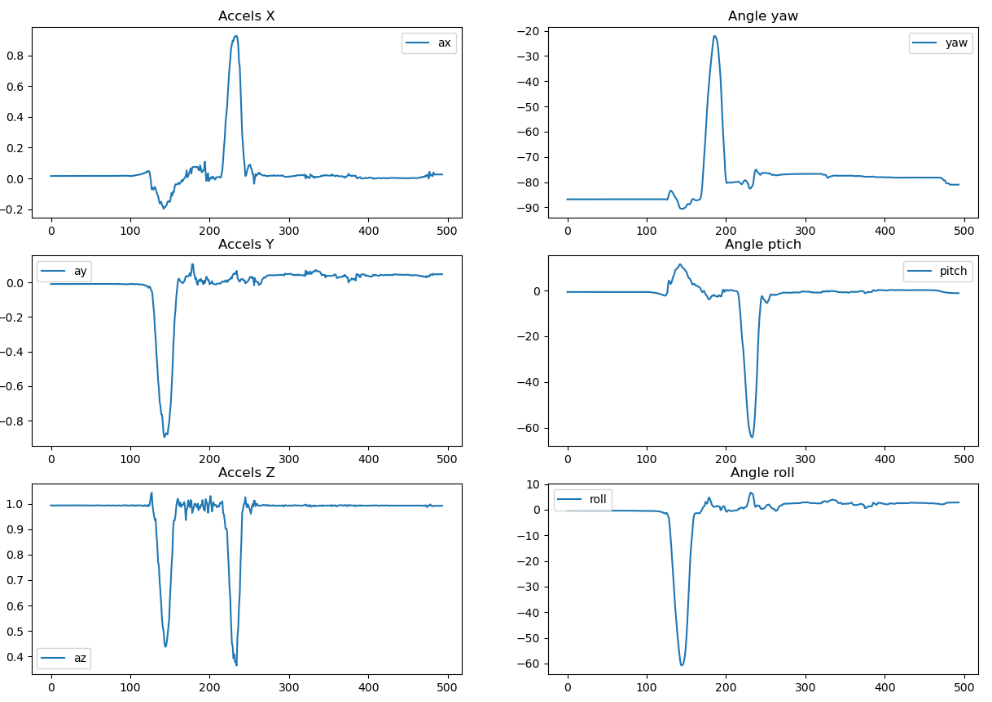 Accels X
ax
0.8
0.6
0.4
0.2
0.0
−0.2
0 100 200 300 400 500
Angle yaw
yaw
−20
−30
−40
−50
−60
−70
−80
−90
0 100 200 300 400 500
Accels Y
ay
0.0
−0.2
−0.4
−0.6
−0.8
0 100 200 300 400 500
Angle ptich
pitch
0
−20
−40
−60
0 100 200 300 400 500
Accels Z
az
1.0
0.9
0.8
0.7
0.6
0.5
0.4
0 100 200 300 400 500
Angle roll
roll
10
0
−10
−20
−30
−40
−50
−60
0 100 200 300 400 500